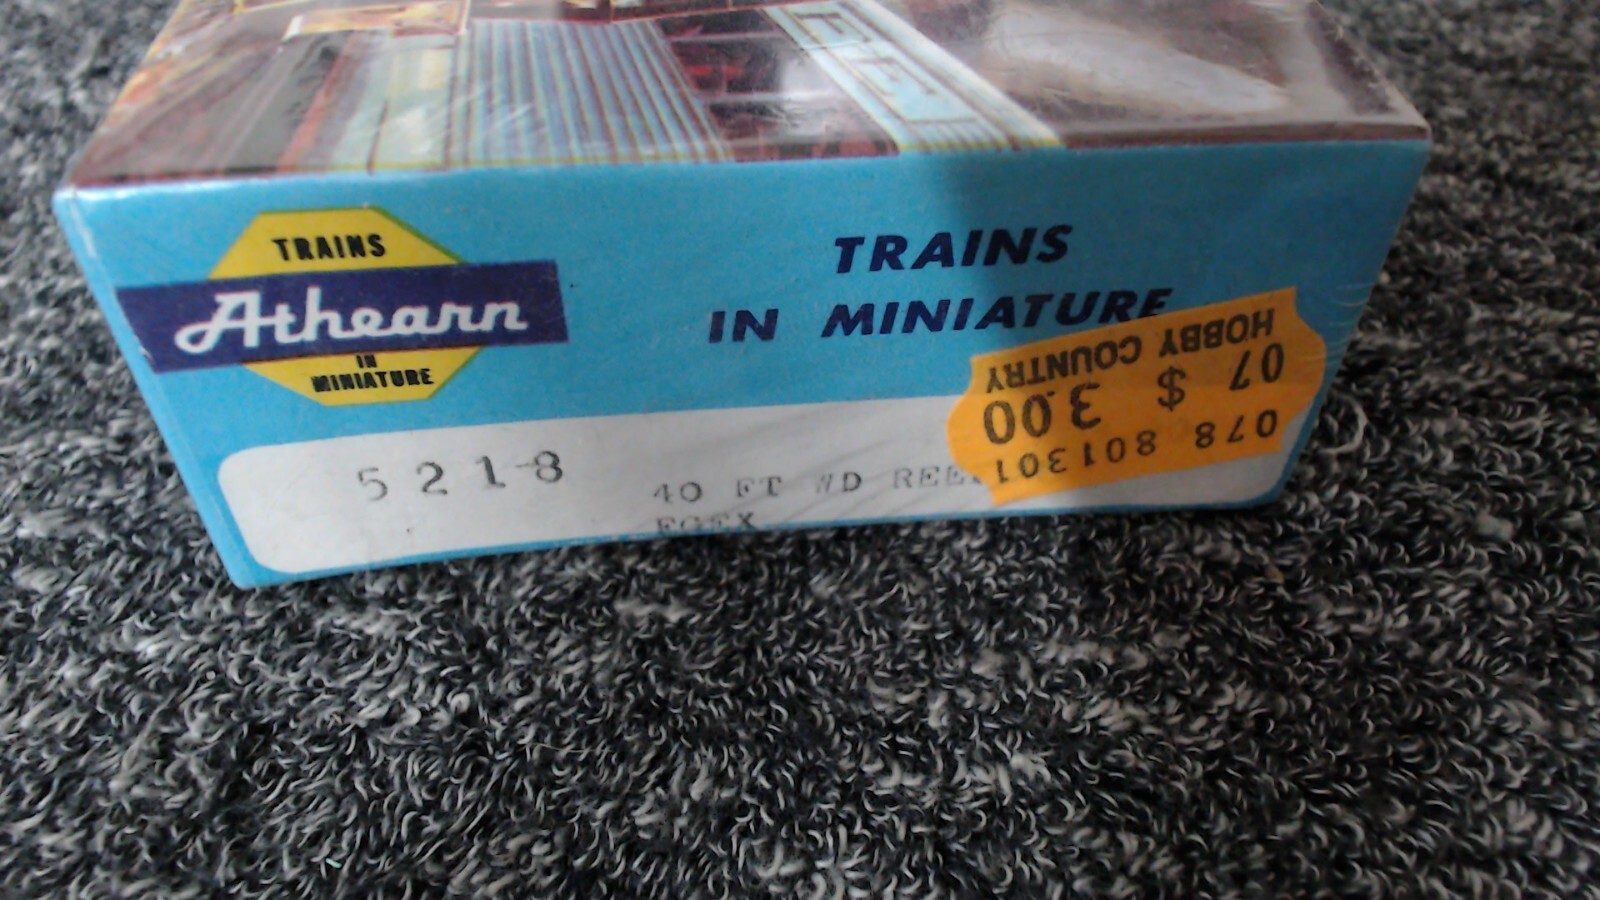 TRAINS
Athearn
IN
MINIATURE
TRAINS
IN MINIATURE
HOBBY COUNTRY
07 $ 3.00
078 801301
5218
40 FT WD